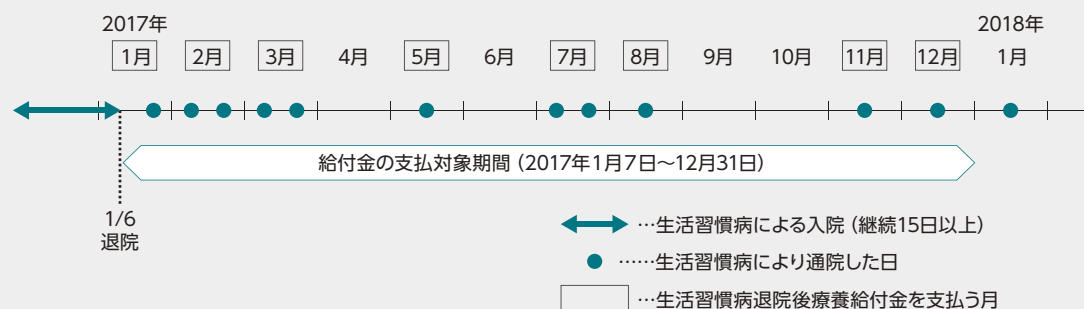 2017年 2018年
1月 2月 3月 4月 5月 6月 7月 8月 9月 10月 11月 12月 1月
給付金の支払対象期間（2017年1月7日〜12月31日）
1/6
退院
…生活習慣病による入院（継続15日以上）
……生活習慣病により通院した日
…生活習慣病退院後療養給付金を支払う月